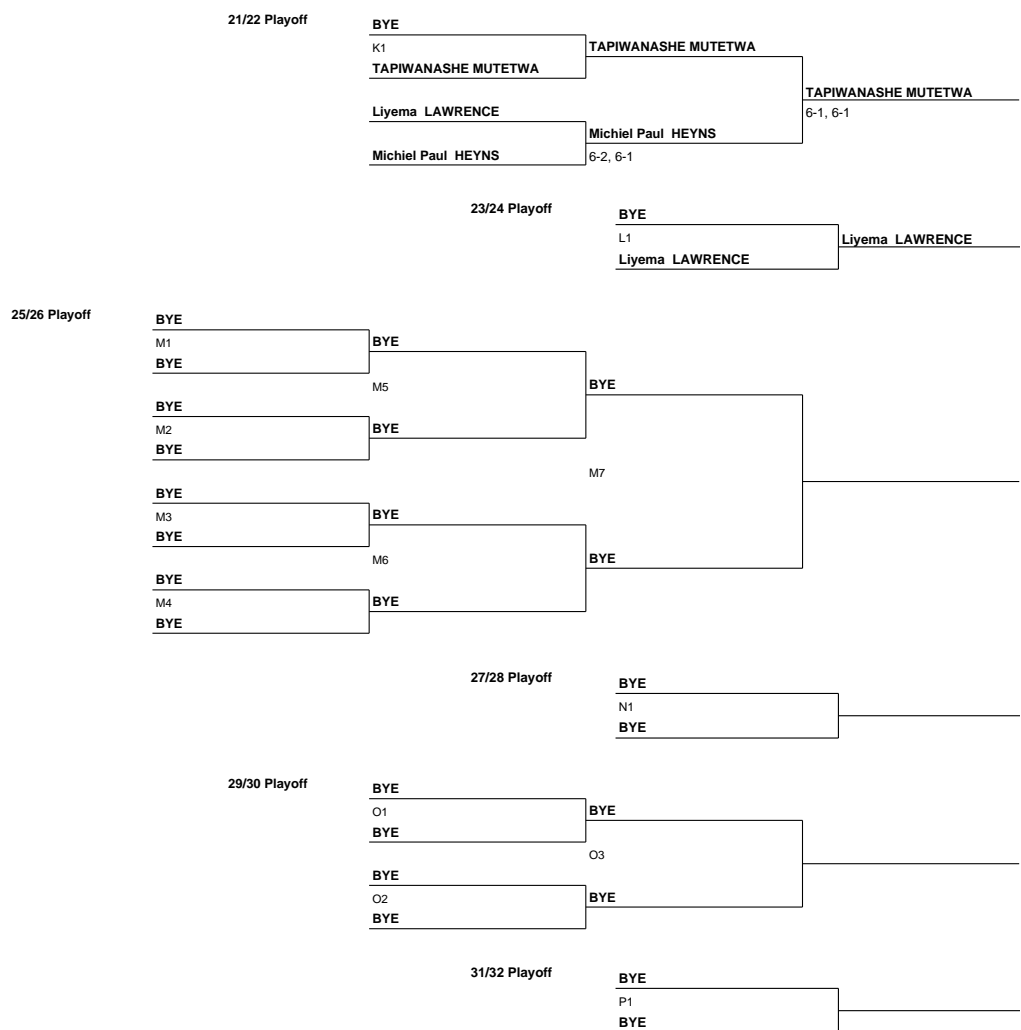 21/22 Playoff
BYE
K1
TAPIWANASHE MUTETWA
TAPIWANASHE MUTETWA
Liyema LAWRENCE
Michiel Paul HEYNS
Michiel Paul HEYNS
6-2, 6-1
TAPIWANASHE MUTETWA
6-1, 6-1
23/24 Playoff
BYE
L1
Liyema LAWRENCE
Liyema LAWRENCE
25/26 Playoff
BYE
M1
BYE
BYE
M5
BYE
M2
BYE
BYE
BYE
M7
BYE
M3
BYE
BYE
M6
BYE
BYE
M4
BYE
BYE
27/28 Playoff
BYE
N1
BYE
29/30 Playoff
BYE
O1
BYE
BYE
O3
BYE
O2
BYE
BYE
31/32 Playoff
BYE
P1
BYE